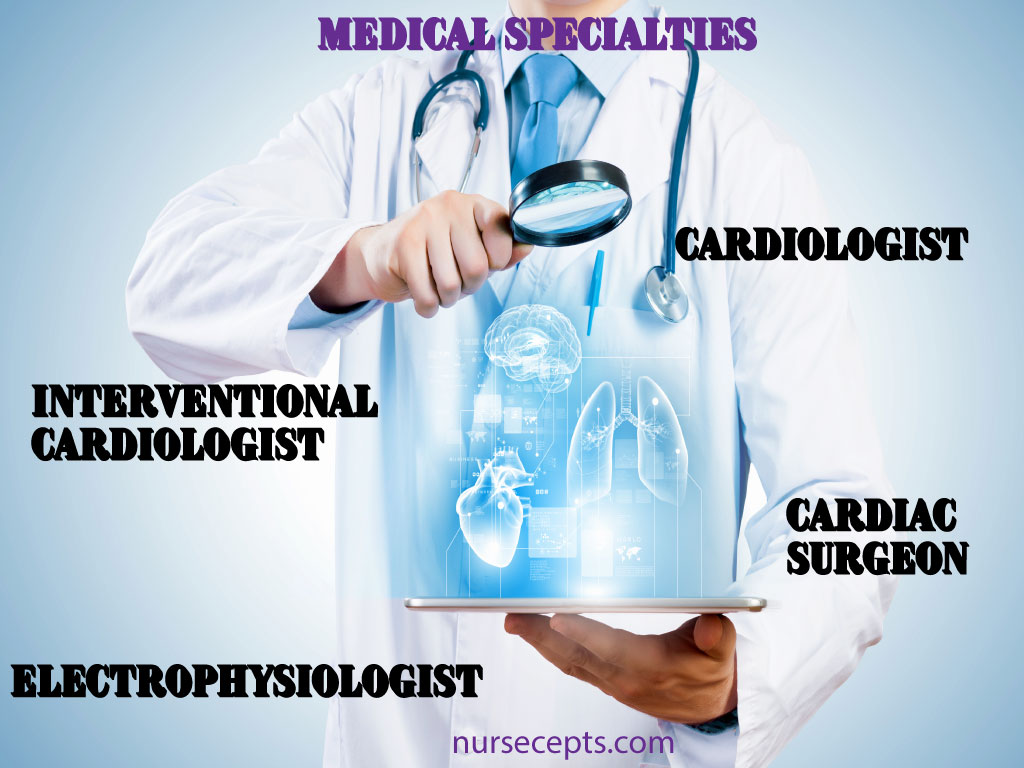 MEDICAL SPECIALTIES
CARDIOLOGIST
INTERVENTIONAL
CARDIOLOGIST
CARDIAC
SURGEON
ELECTROPHYSIOLOGIST
nursecepts.com